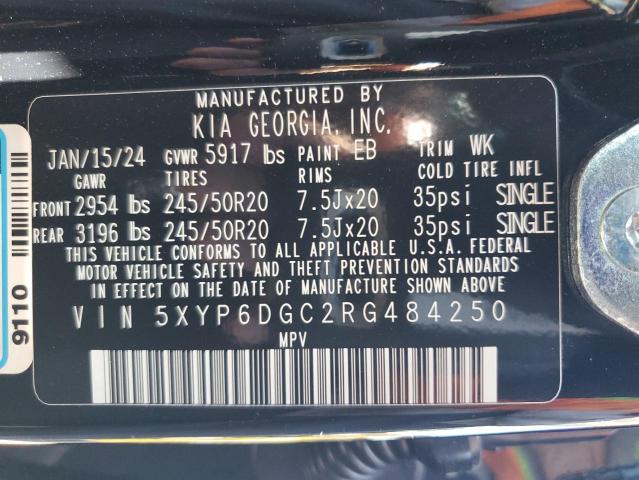 MANUFACTURED BY
KIA GEORGIA, INC.
JAN/15/24 GVWR 5917 lbs PAINT EB TRIM WK
GAWR TIRES RIMS COLD TIRE INFL
FRONT 2954 lbs 245/50R20 7.5Jx20 35psi SINGLE
REAR 3196 lbs 245/50R20 7.5Jx20 35psi SINGLE
THIS VEHICLE CONFORMS TO ALL APPLICABLE U.S.A. FEDERAL
MOTOR VEHICLE SAFETY AND THEFT PREVENTION STANDARDS
IN EFFECT ON THE DATE OF MANUFACTURE SHOWN ABOVE.
VIN 5XYP6DGC2RG484250
MPV
9110